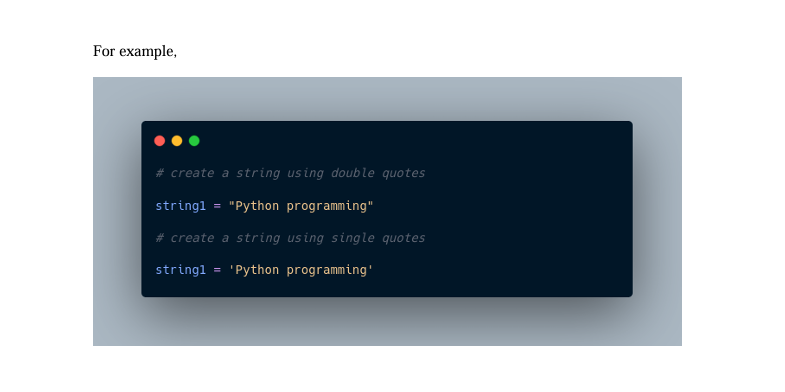 For example,
# create a string using double quotes
string1 = "Python programming"
# create a string using single quotes
string1 = 'Python programming'